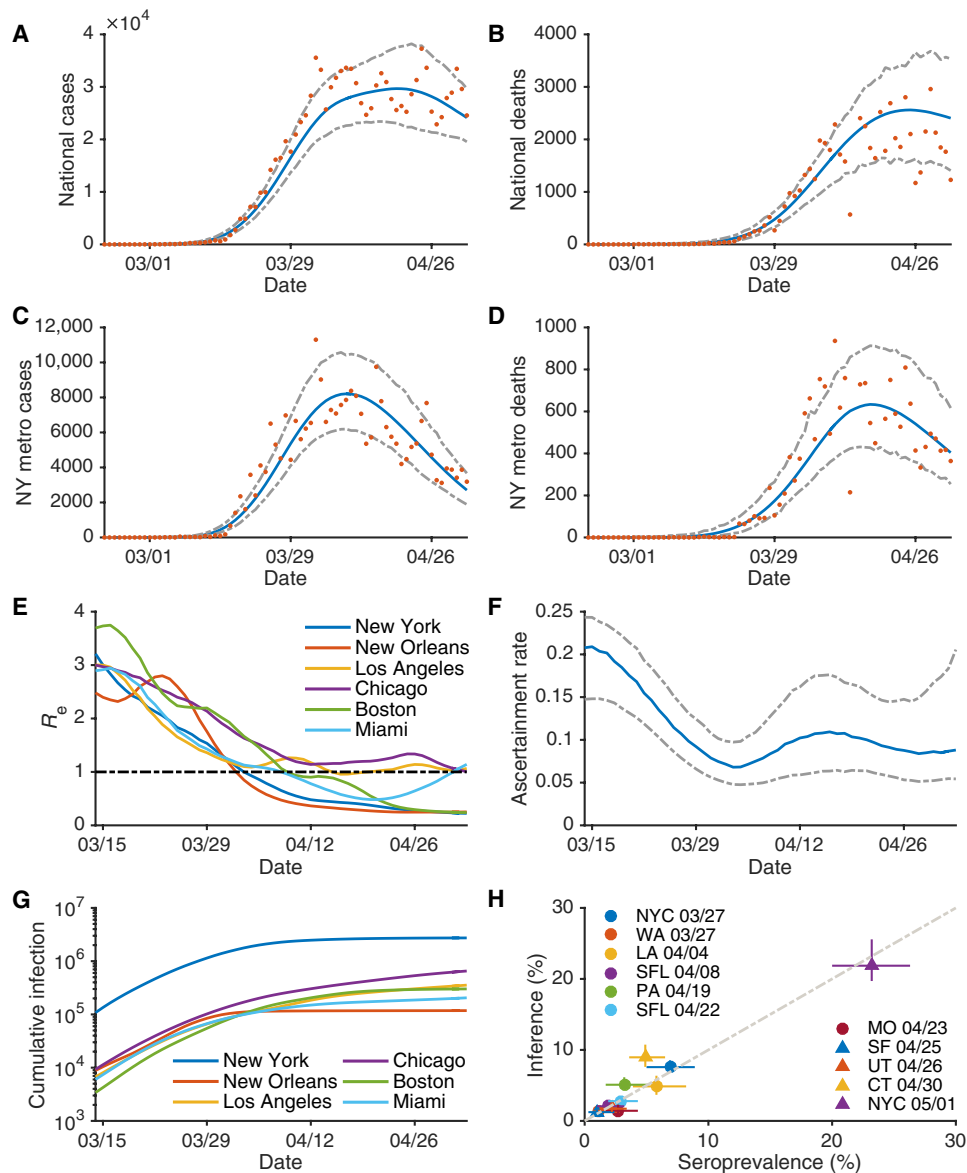 A
×10⁴
4
3
2
1
0
National cases
03/01
03/29
04/26
Date
B
4000
3000
2000
1000
0
National deaths
03/01
03/29
04/26
Date
C
12,000
10,000
8000
6000
4000
2000
0
NY metro cases
03/01
03/29
04/26
Date
D
1000
800
600
400
200
0
NY metro deaths
03/01
03/29
04/26
Date
E
4
3
2
1
0
Re
New York
New Orleans
Los Angeles
Chicago
Boston
Miami
03/15
03/29
04/12
04/26
Date
F
0.25
0.2
0.15
0.1
0.05
0
Ascertainment rate
03/15
03/29
04/12
04/26
Date
G
10⁷
10⁶
10⁵
10⁴
10³
Cumulative infection
New York
New Orleans
Los Angeles
Chicago
Boston
Miami
03/15
03/29
04/12
04/26
Date
H
30
20
10
0
Inference (%)
NYC 03/27
WA 03/27
LA 04/04
SFL 04/08
PA 04/19
SFL 04/22
MO 04/23
SF 04/25
UT 04/26
CT 04/30
NYC 05/01
0
10
20
30
Seroprevalence (%)